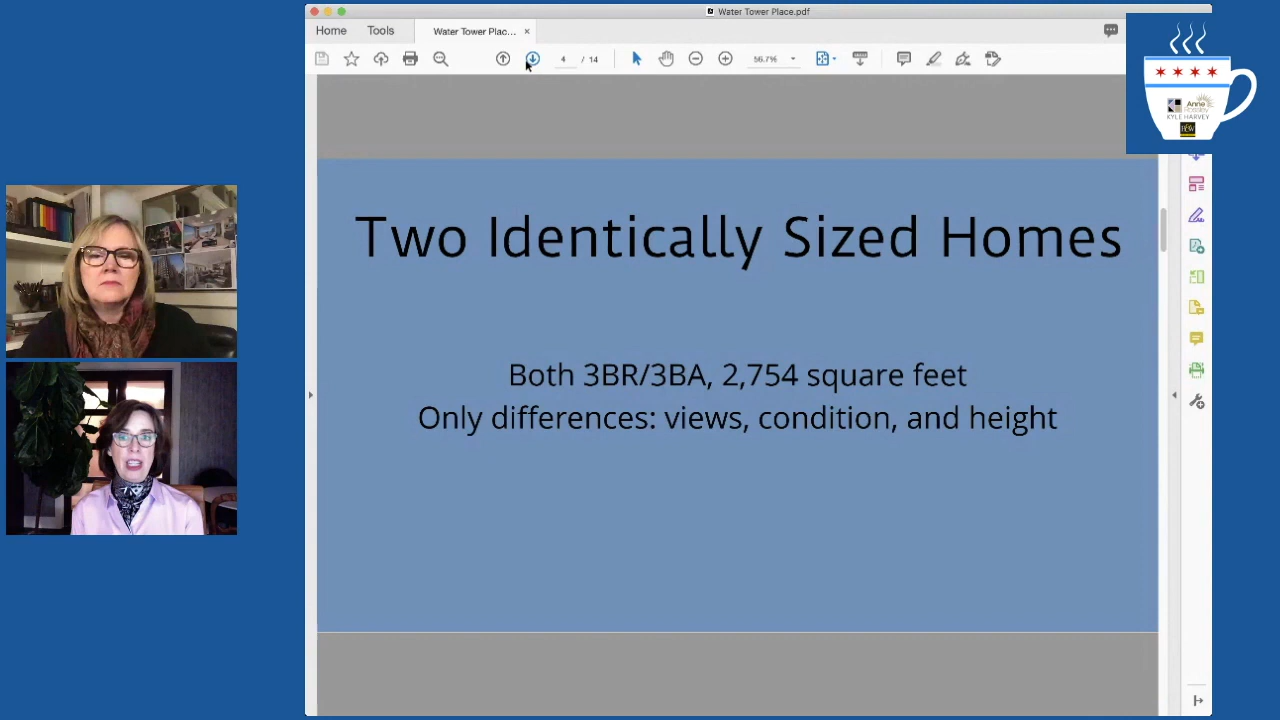 Water Tower Place.pdf
Home
Tools
Water Tower Plac...
4 / 14
56.7%
Anne
KYLE HARVEY
Two Identically Sized Homes
Both 3BR/3BA, 2,754 square feet
Only differences: views, condition, and height